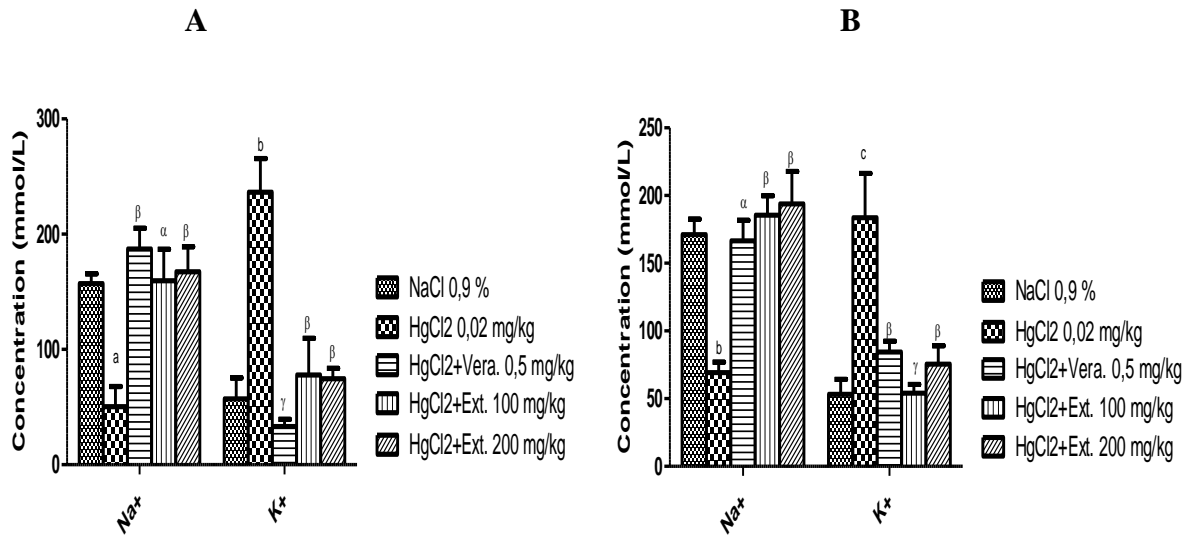 A
Concentration (mmol/L)
300
200
100
0
a
β
α
β
b
γ
β
β
Na+
K+
NaCl 0,9 %
HgCl2 0,02 mg/kg
HgCl2+Vera. 0,5 mg/kg
HgCl2+Ext. 100 mg/kg
HgCl2+Ext. 200 mg/kg
B
Concentration (mmol/L)
250
200
150
100
50
0
b
α
β
β
c
β
γ
β
Na+
K+
NaCl 0,9 %
HgCl2 0,02 mg/kg
HgCl2+Vera. 0,5 mg/kg
HgCl2+Ext. 100 mg/kg
HgCl2+Ext. 200 mg/kg